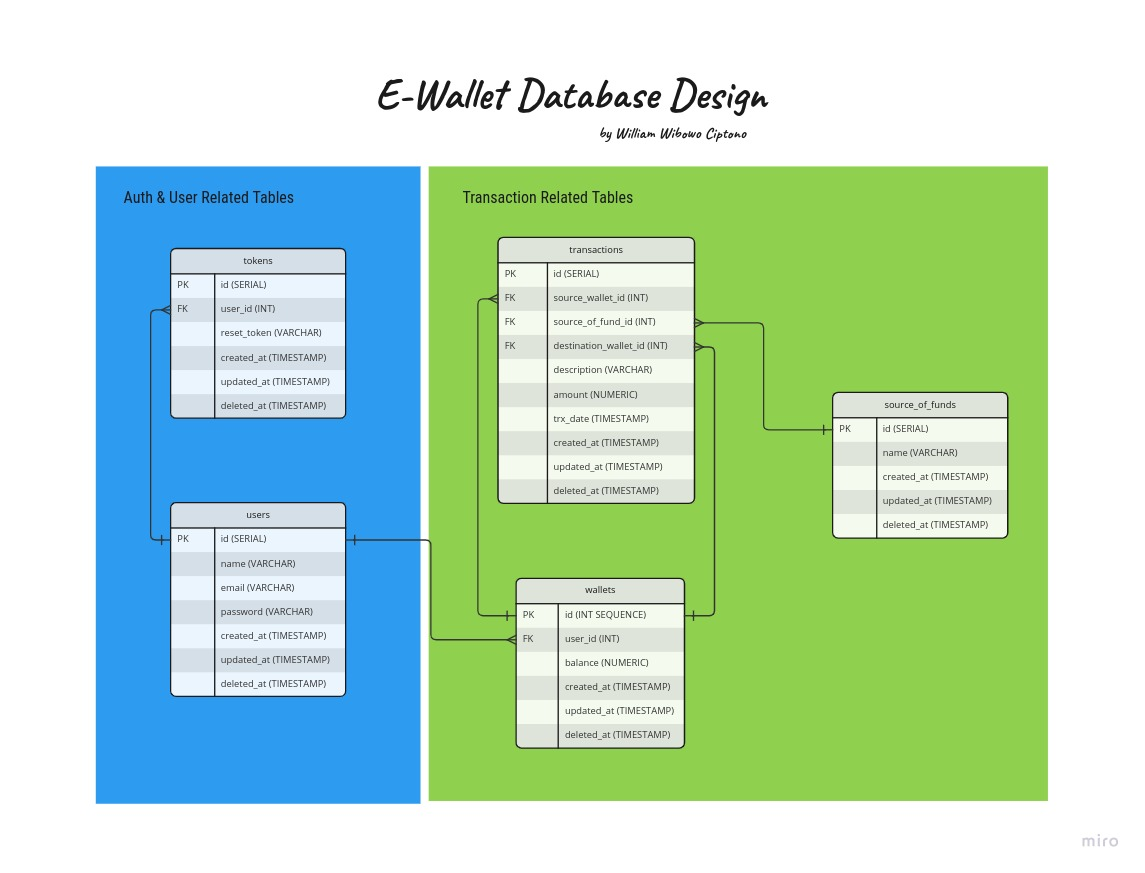 E-Wallet Database Design
by William Wibowo Ciptono
Auth & User Related Tables
tokens
PK id (SERIAL)
FK user_id (INT)
reset_token (VARCHAR)
created_at (TIMESTAMP)
updated_at (TIMESTAMP)
deleted_at (TIMESTAMP)
users
PK id (SERIAL)
name (VARCHAR)
email (VARCHAR)
password (VARCHAR)
created_at (TIMESTAMP)
updated_at (TIMESTAMP)
deleted_at (TIMESTAMP)
Transaction Related Tables
transactions
PK id (SERIAL)
FK source_wallet_id (INT)
FK source_of_fund_id (INT)
FK destination_wallet_id (INT)
description (VARCHAR)
amount (NUMERIC)
trx_date (TIMESTAMP)
created_at (TIMESTAMP)
updated_at (TIMESTAMP)
deleted_at (TIMESTAMP)
source_of_funds
PK id (SERIAL)
name (VARCHAR)
created_at (TIMESTAMP)
updated_at (TIMESTAMP)
deleted_at (TIMESTAMP)
wallets
PK id (INT SEQUENCE)
FK user_id (INT)
balance (NUMERIC)
created_at (TIMESTAMP)
updated_at (TIMESTAMP)
deleted_at (TIMESTAMP)
miro